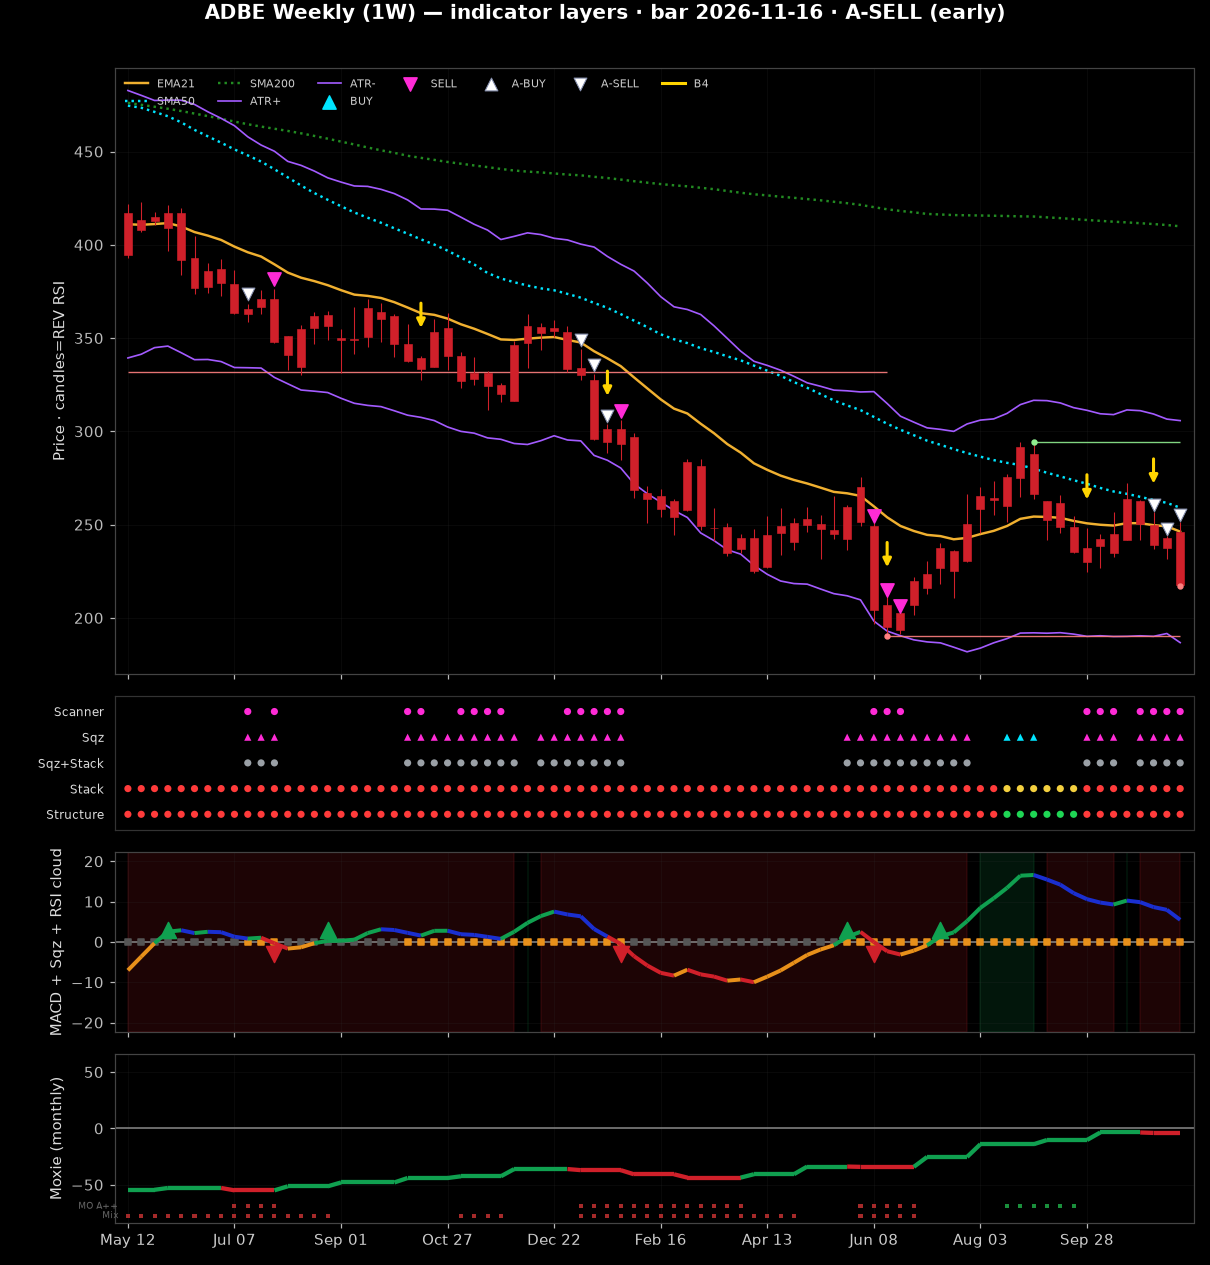 ADBE Weekly (1W) — indicator layers · bar 2026-11-16 · A-SELL (early)
EMA21 SMA200 ATR- SELL A-BUY A-SELL B4
SMA50 ATR+ BUY
Price · candles=REV RSI
450
400
350
300
250
200
Scanner
Sqz
Sqz+Stack
Stack
Structure
MACD + Sqz + RSI cloud
20
10
0
−10
−20
Moxie (monthly)
50
0
−50
MO A++
Mix
May 12 Jul 07 Sep 01 Oct 27 Dec 22 Feb 16 Apr 13 Jun 08 Aug 03 Sep 28